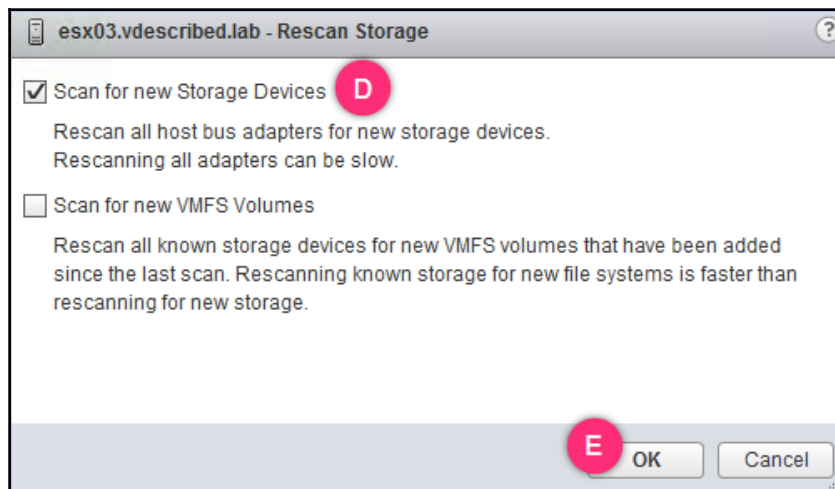 esx03.vdescribed.lab - Rescan Storage ?
Scan for new Storage Devices D
Rescan all host bus adapters for new storage devices.
Rescanning all adapters can be slow.
Scan for new VMFS Volumes
Rescan all known storage devices for new VMFS volumes that have been added
since the last scan. Rescanning known storage for new file systems is faster than
rescanning for new storage.
E OK Cancel